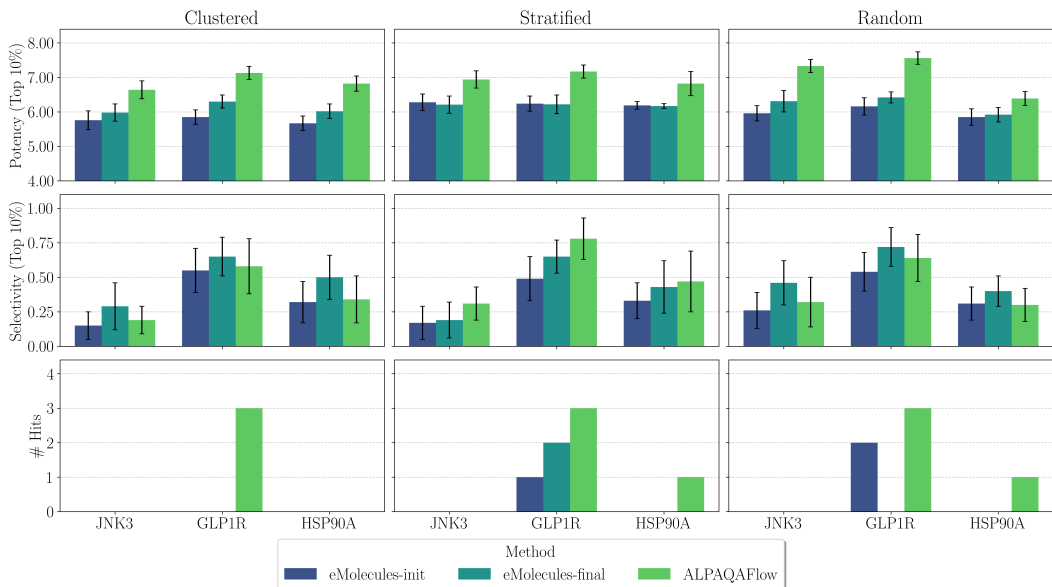 Clustered
Stratified
Random
Potency (Top 10%)
8.00
7.00
6.00
5.00
4.00
Selectivity (Top 10%)
1.00
0.75
0.50
0.25
0.00
# Hits
4
3
2
1
0
JNK3 GLP1R HSP90A
JNK3 GLP1R HSP90A
JNK3 GLP1R HSP90A
Method
eMolecules-init eMolecules-final ALPAQAFlow